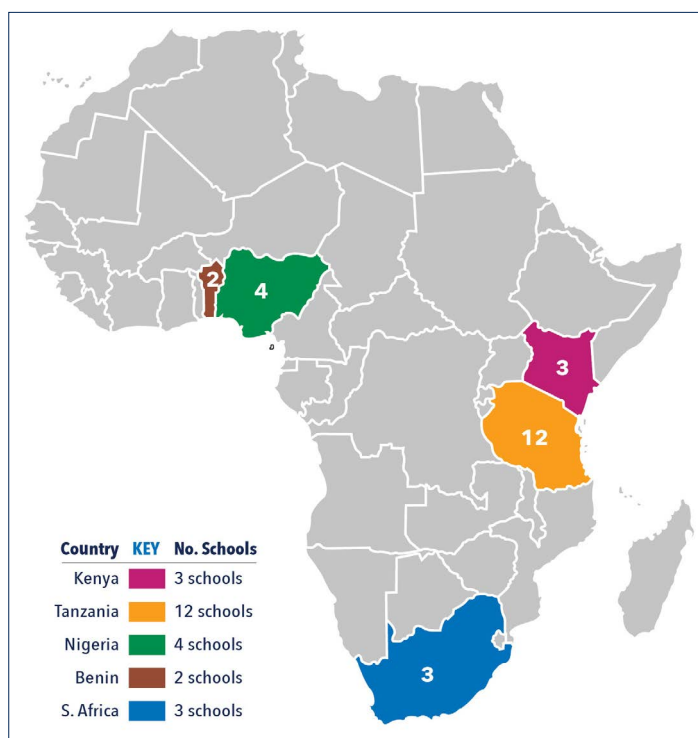 2
4
3
12
3
Country KEY No. Schools
Kenya 3 schools
Tanzania 12 schools
Nigeria 4 schools
Benin 2 schools
S. Africa 3 schools